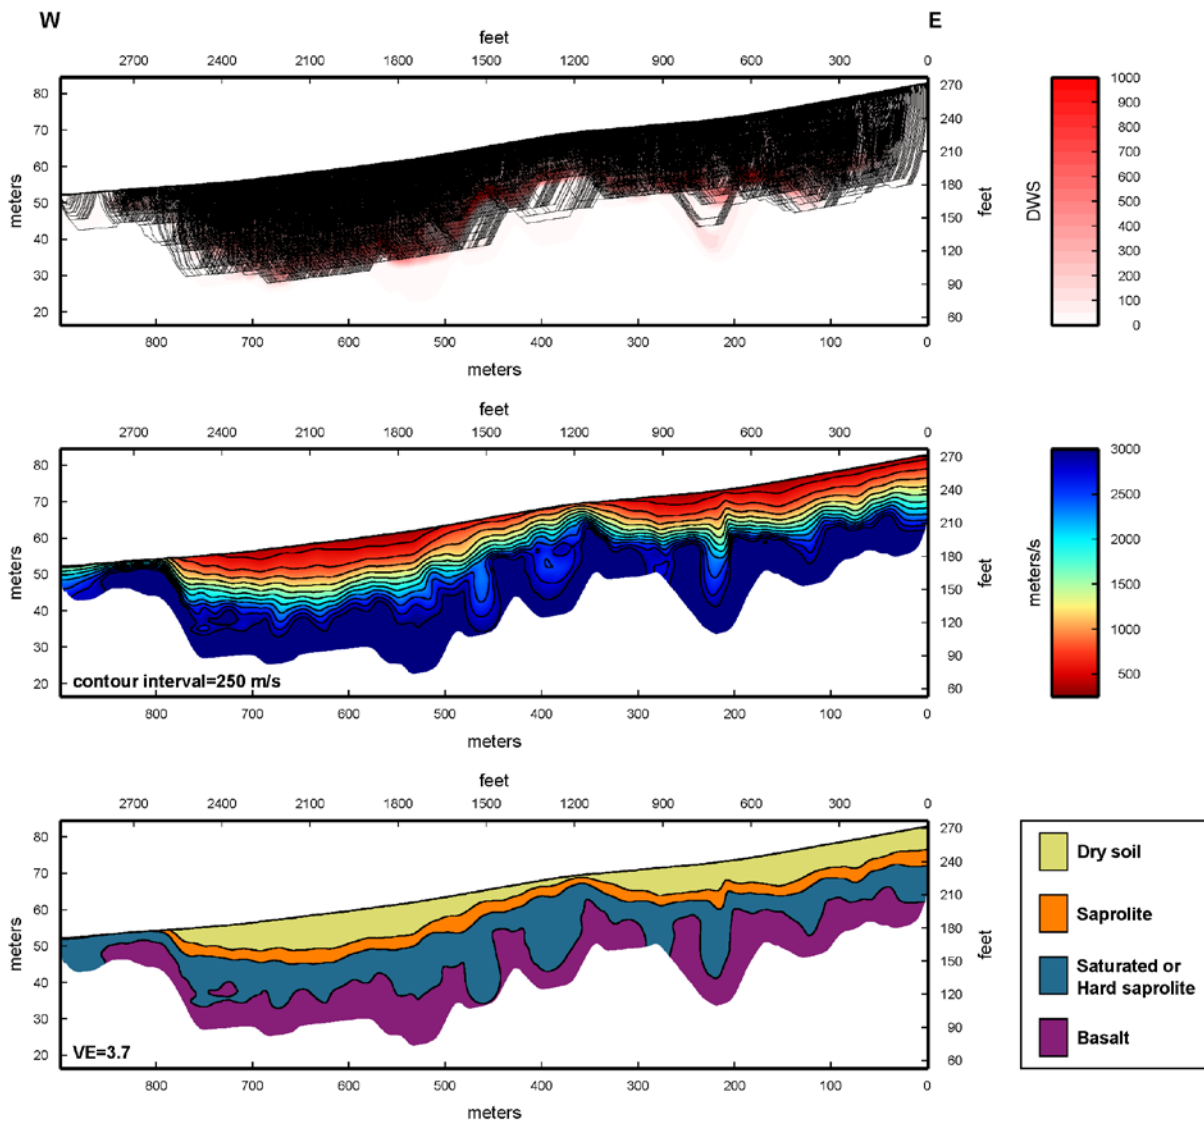 W E
feet
2700 2400 2100 1800 1500 1200 900 600 300 0
80
70
60
50
40
30
20
meters
270
240
210
180
150
120
90
60
feet
800 700 600 500 400 300 200 100 0
meters
DWS
1000
900
800
700
600
500
400
300
200
100
0
feet
2700 2400 2100 1800 1500 1200 900 600 300 0
80
70
60
50
40
30
20
meters
270
240
210
180
150
120
90
60
feet
contour interval=250 m/s
800 700 600 500 400 300 200 100 0
meters
meters/s
3000
2500
2000
1500
1000
500
feet
2700 2400 2100 1800 1500 1200 900 600 300 0
80
70
60
50
40
30
20
meters
270
240
210
180
150
120
90
60
feet
VE=3.7
800 700 600 500 400 300 200 100 0
meters
Dry soil
Saprolite
Saturated or
Hard saprolite
Basalt